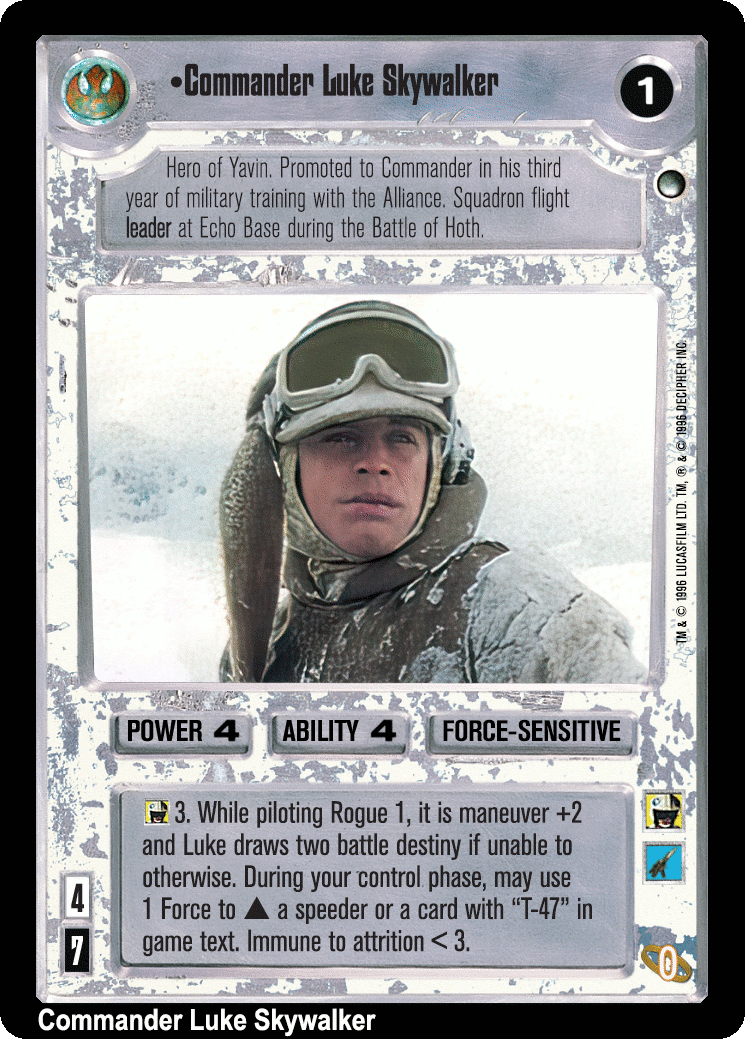 •Commander Luke Skywalker
1
Hero of Yavin. Promoted to Commander in his third
year of military training with the Alliance. Squadron flight
leader at Echo Base during the Battle of Hoth.
TM & © 1996 LUCASFILM LTD. TM, ® & © 1996 DECIPHER INC.
POWER 4
ABILITY 4
FORCE-SENSITIVE
3. While piloting Rogue 1, it is maneuver +2
and Luke draws two battle destiny if unable to
otherwise. During your control phase, may use
1 Force to ▲ a speeder or a card with “T-47” in
game text. Immune to attrition < 3.
4
7
0
Commander Luke Skywalker